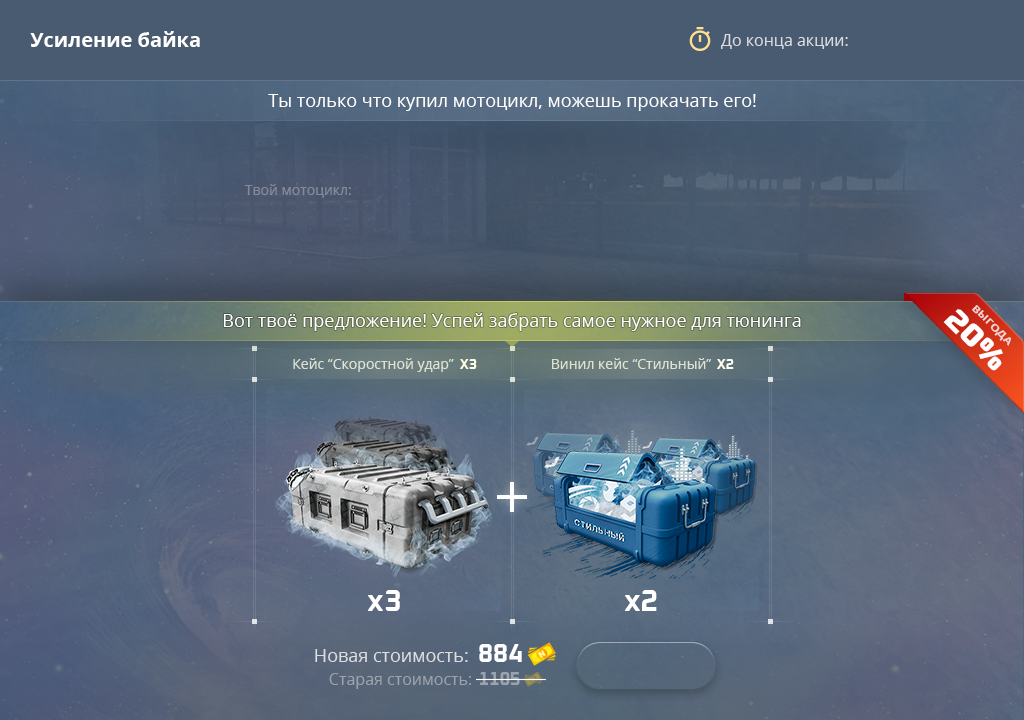 Усиление байка
До конца акции:
Ты только что купил мотоцикл, можешь прокачать его!
Твой мотоцикл:
Вот твоё предложение! Успей забрать самое нужное для тюнинга
ВЫГОДА
20%
Кейс “Скоростной удар” X3
Винил кейс “Стильный” X2
СТИЛЬНЫЙ
x3
x2
Новая стоимость: 884
Старая стоимость: 1105